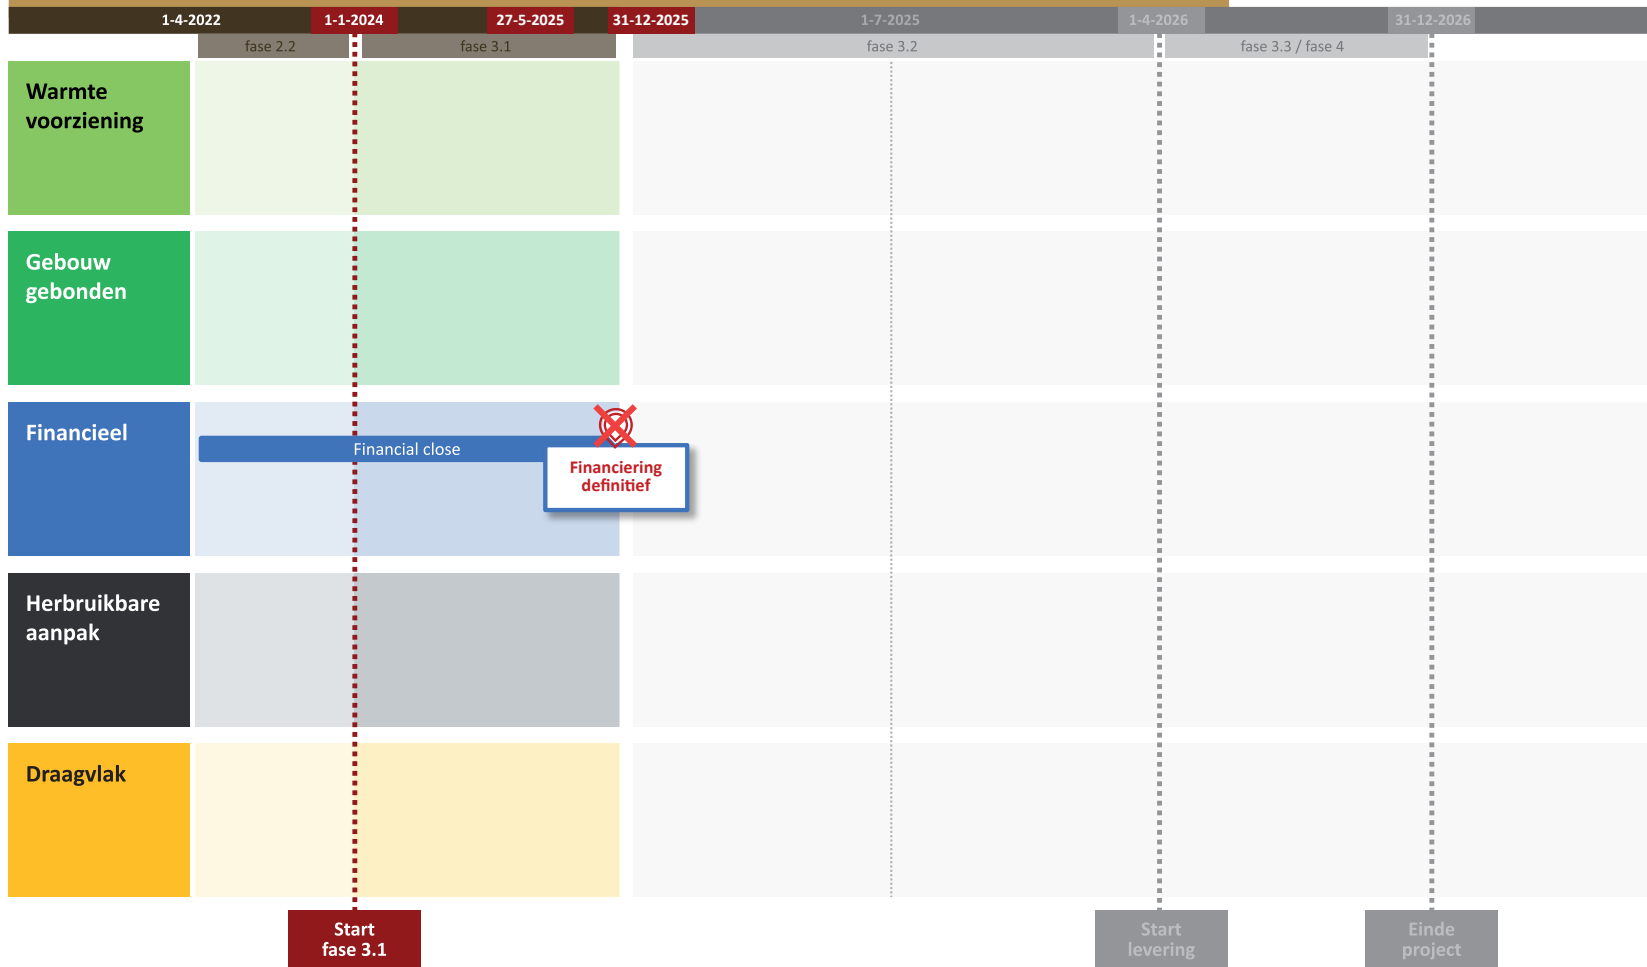 1-4-2022
1-1-2024
27-5-2025
31-12-2025
1-7-2025
1-4-2026
31-12-2026
fase 2.2
fase 3.1
fase 3.2
fase 3.3 / fase 4
Warmte
voorziening
Gebouw
gebonden
Financieel
Financial close
Financiering
definitief
Herbruikbare
aanpak
Draagvlak
Start
fase 3.1
Start
levering
Einde
project